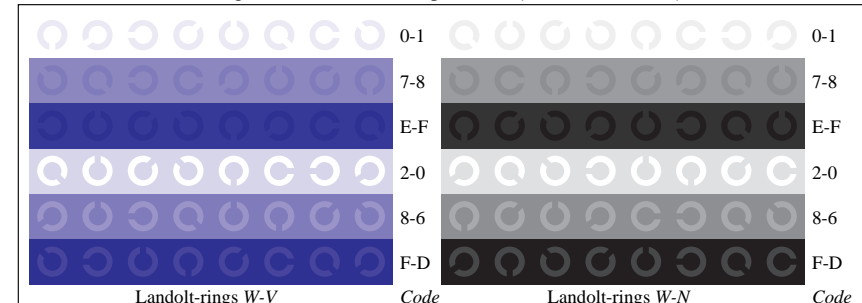 0-1 0-1
7-8 7-8
E-F E-F
2-0 2-0
8-6 8-6
F-D F-D
Landolt-rings W-V Code Landolt-rings W-N Code